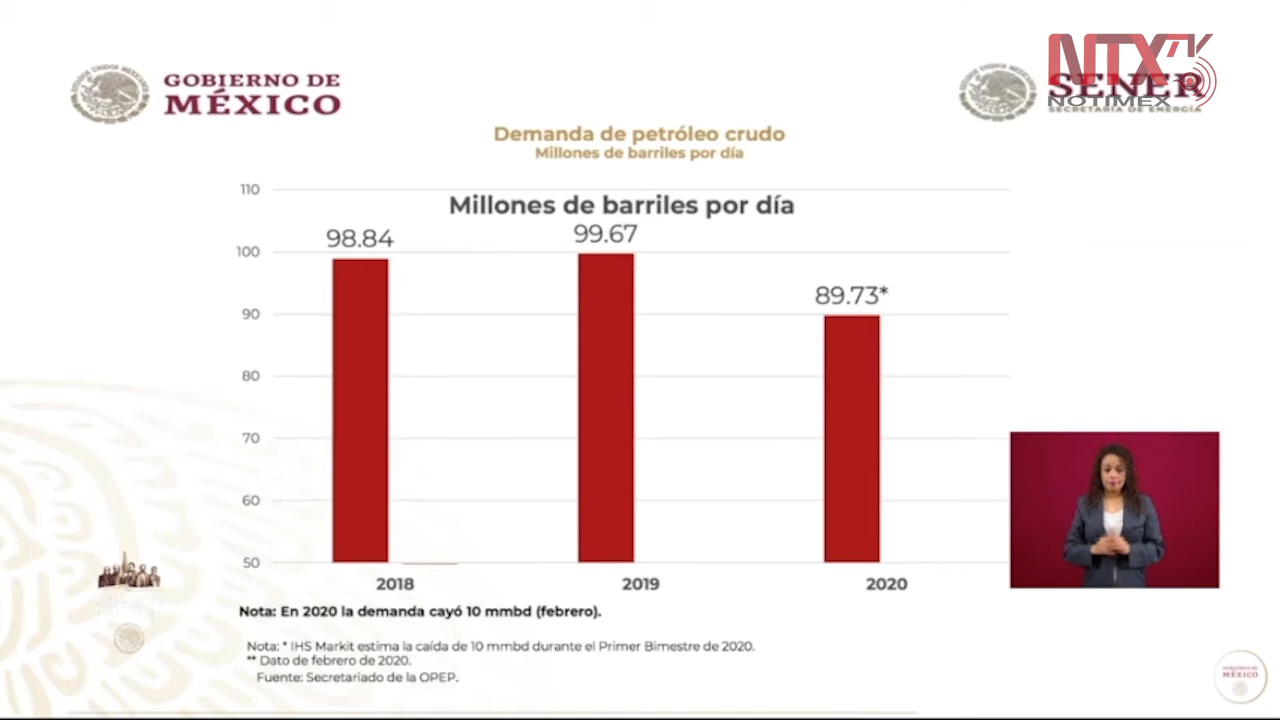 GOBIERNO DE
MÉXICO
NTX
SENER
NOTIMEX
SECRETARÍA DE ENERGÍA
Demanda de petróleo crudo
Millones de barriles por día
Millones de barriles por día
110
100
90
80
70
60
50
98.84
99.67
89.73*
2018
2019
2020
Nota: En 2020 la demanda cayó 10 mmbd (febrero).
Nota: * IHS Markit estima la caída de 10 mmbd durante el Primer Bimestre de 2020.
** Dato de febrero de 2020.
Fuente: Secretariado de la OPEP.
GOBIERNO DE
MÉXICO